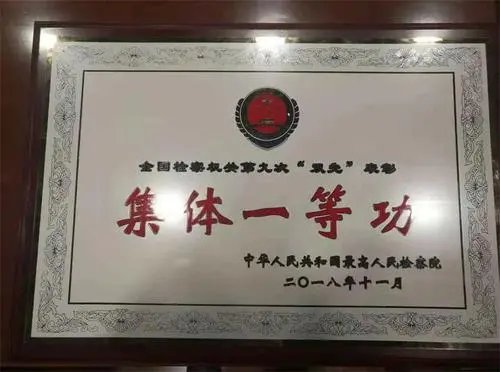 全国检察机关第九次“双先”表彰
集体一等功
中华人民共和国最高人民检察院
二〇一八年十一月